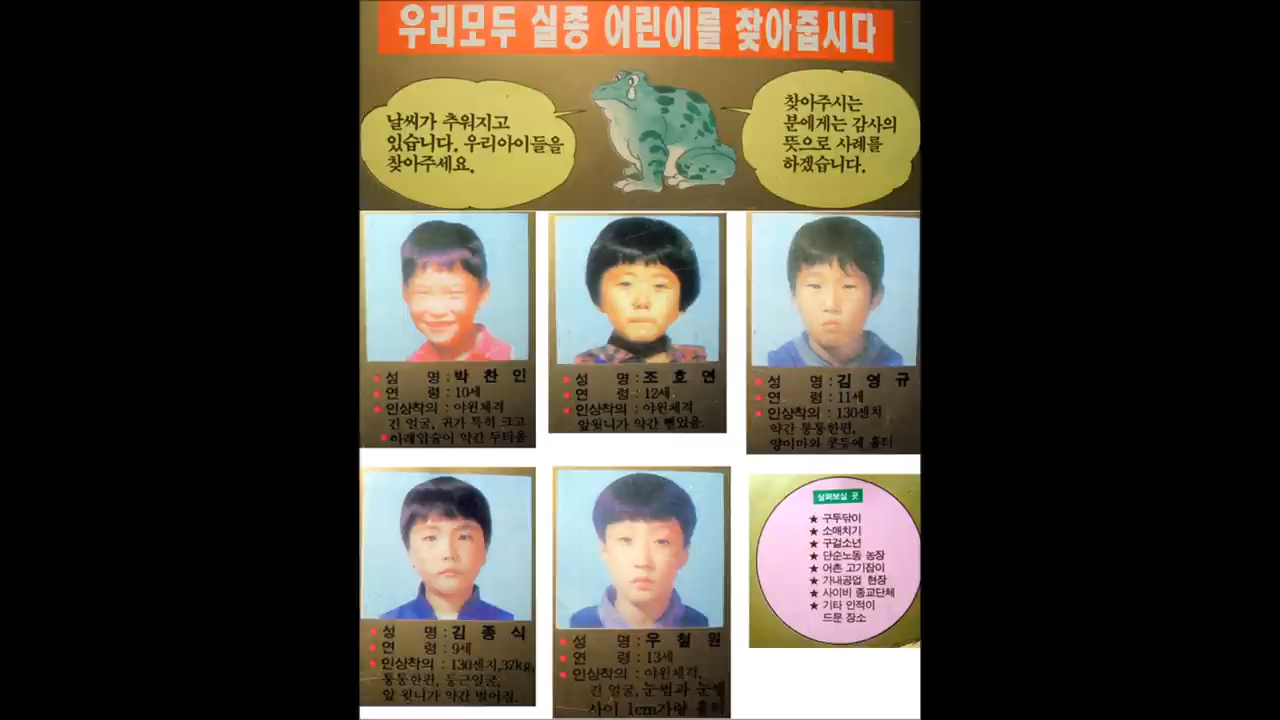 우리모두 실종 어린이를 찾아줍시다
날씨가 추워지고
있습니다. 우리아이들을
찾아주세요.
찾아주시는
분에게는 감사의
뜻으로 사례를
하겠습니다.
성 명 : 박 찬 인
연 령 : 10세
인상착의 : 야윈체격
긴 얼굴, 귀가 특히 크고
아래입술이 약간 두터움
성 명 : 조 호 연
연 령 : 12세
인상착의 : 야윈체격
앞윗니가 약간 뻗었음.
성 명 : 김 영 규
연 령 : 11세
인상착의 : 130센치
약간 통통한편,
양이마와 콧등에 흉터
성 명 : 김 종 식
연 령 : 9세
인상착의 : 130센치, 37kg,
통통한편, 둥근얼굴,
앞 윗니가 약간 벌어짐.
성 명 : 우 철 원
연 령 : 13세
인상착의 : 야윈체격,
긴 얼굴, 눈썹과 눈썹
사이 1cm가량 흉터
살펴보실 곳
★ 구두닦이
★ 소매치기
★ 구걸소년
★ 단순노동 농장
★ 어촌 고기잡이
★ 가내공업 현장
★ 사이비 종교단체
★ 기타 인적이
드문 장소